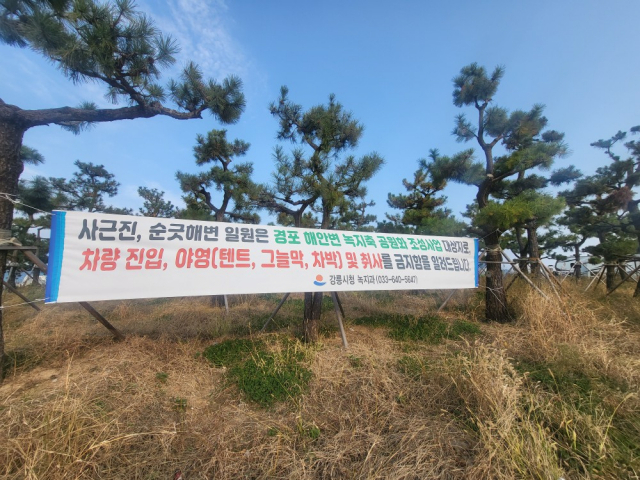 사근진, 순긋해변 일원은 경포 해안변 녹지축 공원화 조성사업 대상지로,
차량 진입, 야영(텐트, 그늘막, 차박) 및 취사를 금지함을 알려드립니다.
강릉시청 녹지과 (033-640-5847)